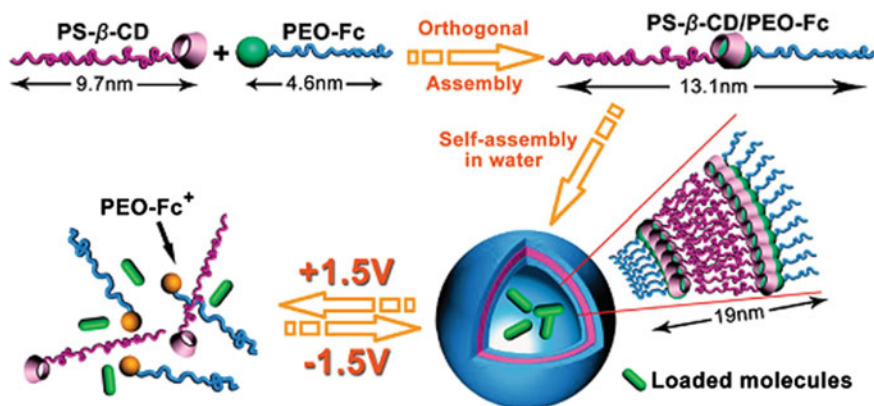 PS-β-CD
+
PEO-Fc
Orthogonal
Assembly
PS-β-CD/PEO-Fc
9.7nm
4.6nm
13.1nm
Self-assembly
in water
PEO-Fc⁺
+1.5V
-1.5V
19nm
Loaded molecules